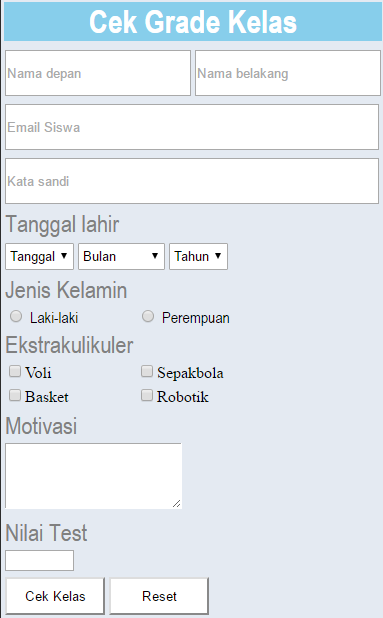 Cek Grade Kelas
Nama depan Nama belakang
Email Siswa
Kata sandi
Tanggal lahir
Tanggal Bulan Tahun
Jenis Kelamin
Laki-laki Perempuan
Ekstrakulikuler
Voli Sepakbola
Basket Robotik
Motivasi
Nilai Test
Cek Kelas Reset